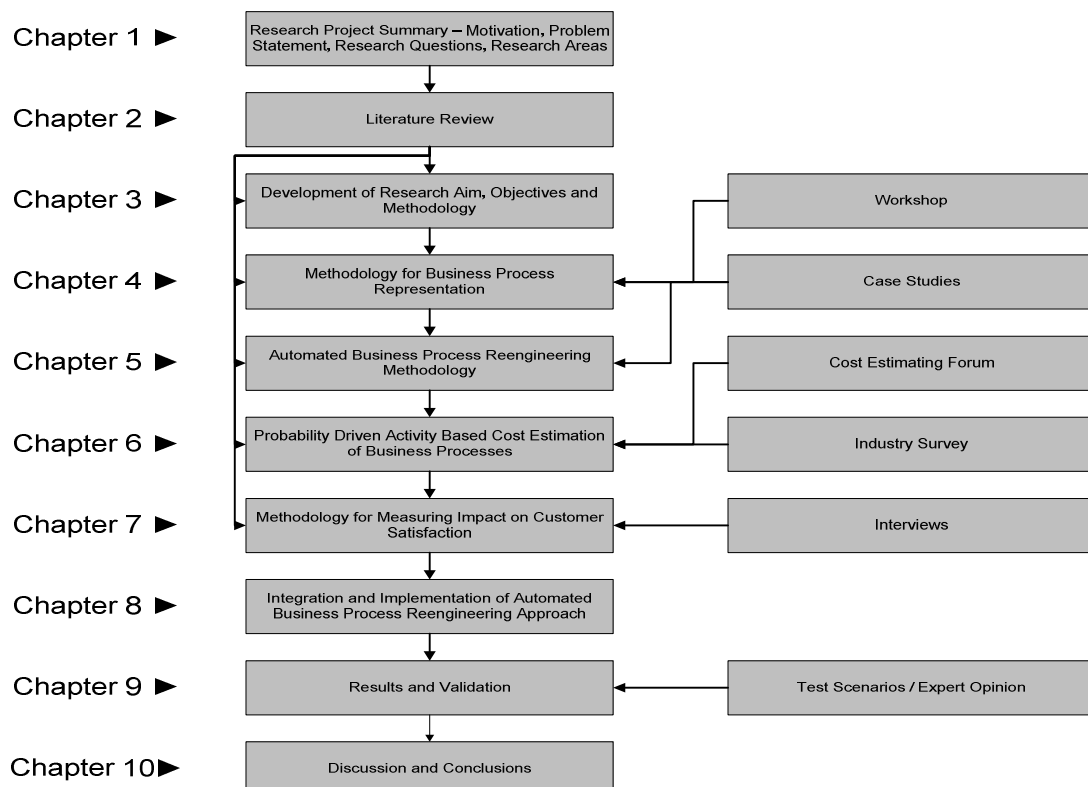 Chapter 1 ►
Research Project Summary – Motivation, Problem
Statement, Research Questions, Research Areas
Chapter 2 ►
Literature Review
Chapter 3 ►
Development of Research Aim, Objectives and
Methodology
Workshop
Chapter 4 ►
Methodology for Business Process
Representation
Case Studies
Chapter 5 ►
Automated Business Process Reengineering
Methodology
Cost Estimating Forum
Chapter 6 ►
Probability Driven Activity Based Cost Estimation
of Business Processes
Industry Survey
Chapter 7 ►
Methodology for Measuring Impact on Customer
Satisfaction
Interviews
Chapter 8 ►
Integration and Implementation of Automated
Business Process Reengineering Approach
Chapter 9 ►
Results and Validation
Test Scenarios / Expert Opinion
Chapter 10►
Discussion and Conclusions